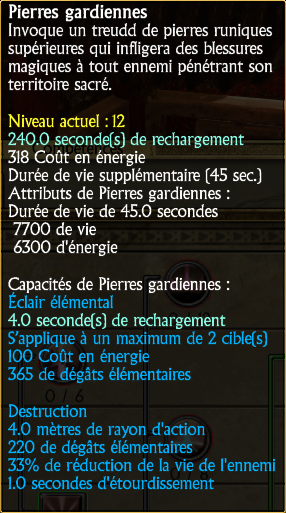 Pierres gardiennes
Invoque un treudd de pierres runiques
supérieures qui infligera des blessures
magiques à tout ennemi pénétrant son
territoire sacré.
Niveau actuel : 12
240.0 seconde(s) de rechargement
318 Coût en énergie
Durée de vie supplémentaire (45 sec.)
Attributs de Pierres gardiennes :
Durée de vie de 45.0 secondes
7700 de vie
6300 d'énergie
Capacités de Pierres gardiennes :
Éclair élémental
4.0 seconde(s) de rechargement
S'applique à un maximum de 2 cible(s)
100 Coût en énergie
365 de dégâts élémentaires
0 / 6
Destruction
4.0 mètres de rayon d'action
220 de dégâts élémentaires
33% de réduction de la vie de l'ennemi
1.0 secondes d'étourdissement